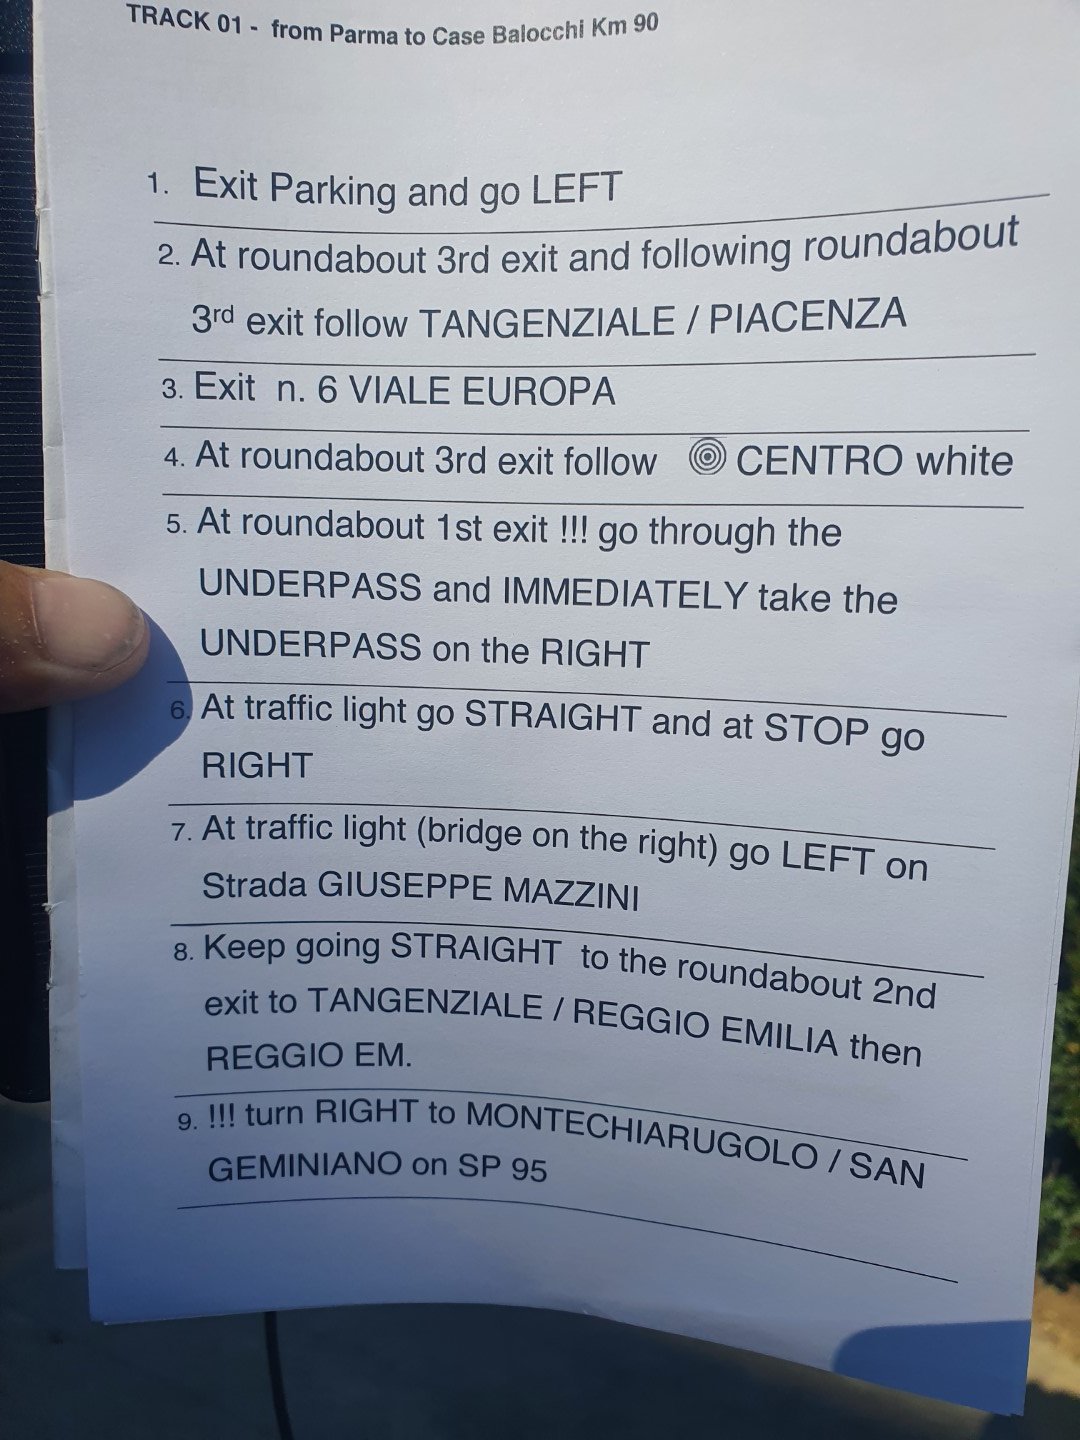 TRACK 01 - from Parma to Case Balocchi Km 90
1. Exit Parking and go LEFT
2. At roundabout 3rd exit and following roundabout
3rd exit follow TANGENZIALE / PIACENZA
3. Exit n. 6 VIALE EUROPA
4. At roundabout 3rd exit follow CENTRO white
5. At roundabout 1st exit !!! go through the
UNDERPASS and IMMEDIATELY take the
UNDERPASS on the RIGHT
6. At traffic light go STRAIGHT and at STOP go
RIGHT
7. At traffic light (bridge on the right) go LEFT on
Strada GIUSEPPE MAZZINI
8. Keep going STRAIGHT to the roundabout 2nd
exit to TANGENZIALE / REGGIO EMILIA then
REGGIO EM.
9. !!! turn RIGHT to MONTECHIARUGOLO / SAN
GEMINIANO on SP 95